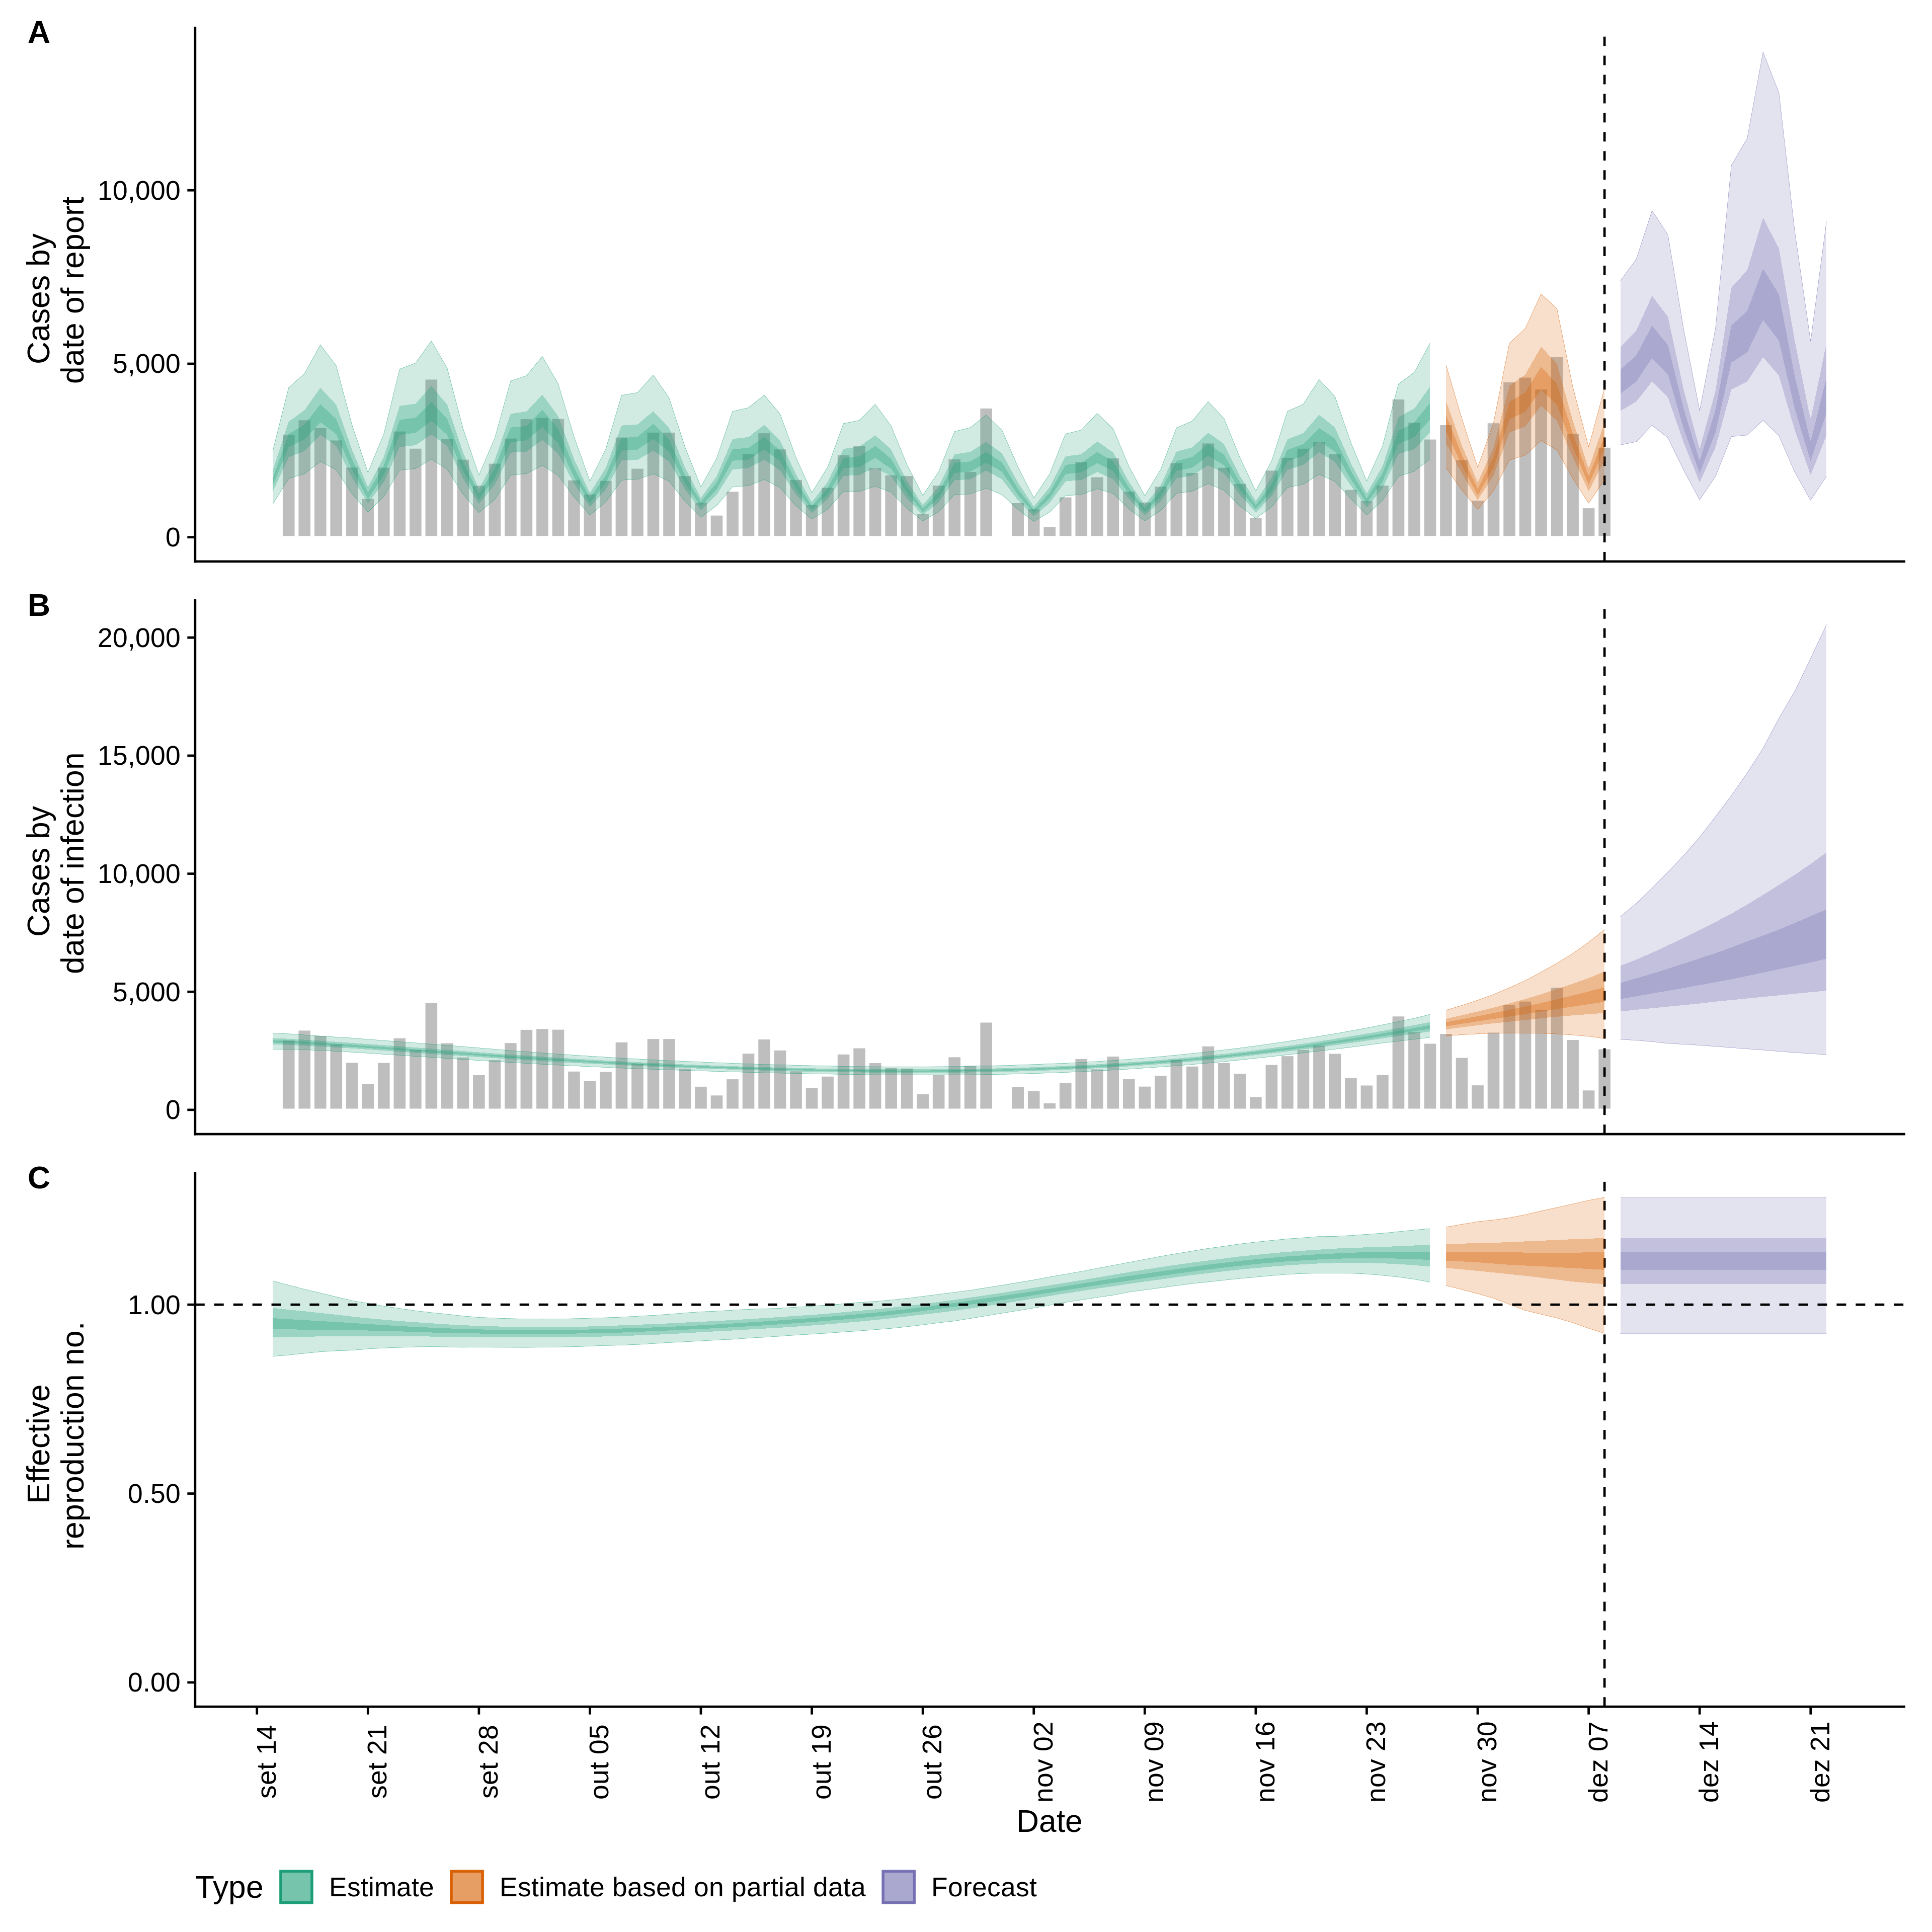 A
Cases by
date of report
10,000
5,000
0
B
Cases by
date of infection
20,000
15,000
10,000
5,000
0
C
Effective
reproduction no.
1.00
0.50
0.00
set 14
set 21
set 28
out 05
out 12
out 19
out 26
nov 02
nov 09
nov 16
nov 23
nov 30
dez 07
dez 14
dez 21
Date
Type Estimate Estimate based on partial data Forecast